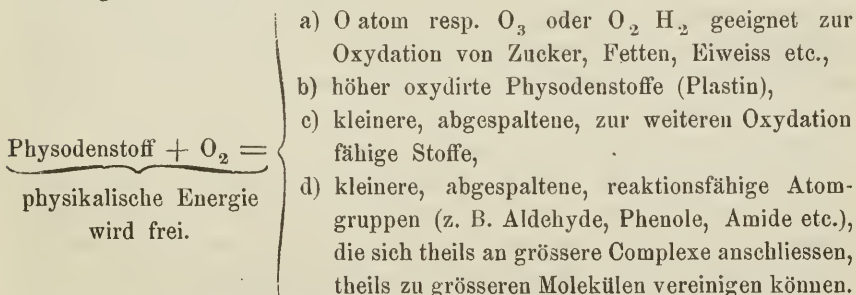 a) O atom resp. O₃ oder O₂ H₂ geeignet zur
Oxydation von Zucker, Fetten, Eiweiss etc.,
b) höher oxydirte Physodenstoffe (Plastin),
c) kleinere, abgespaltene, zur weiteren Oxydation
fähige Stoffe,
Physodenstoff + O₂ =
physikalische Energie
wird frei.
d) kleinere, abgespaltene, reaktionsfähige Atom-
gruppen (z. B. Aldehyde, Phenole, Amide etc.),
die sich theils an grössere Complexe anschliessen,
theils zu grösseren Molekülen vereinigen können.